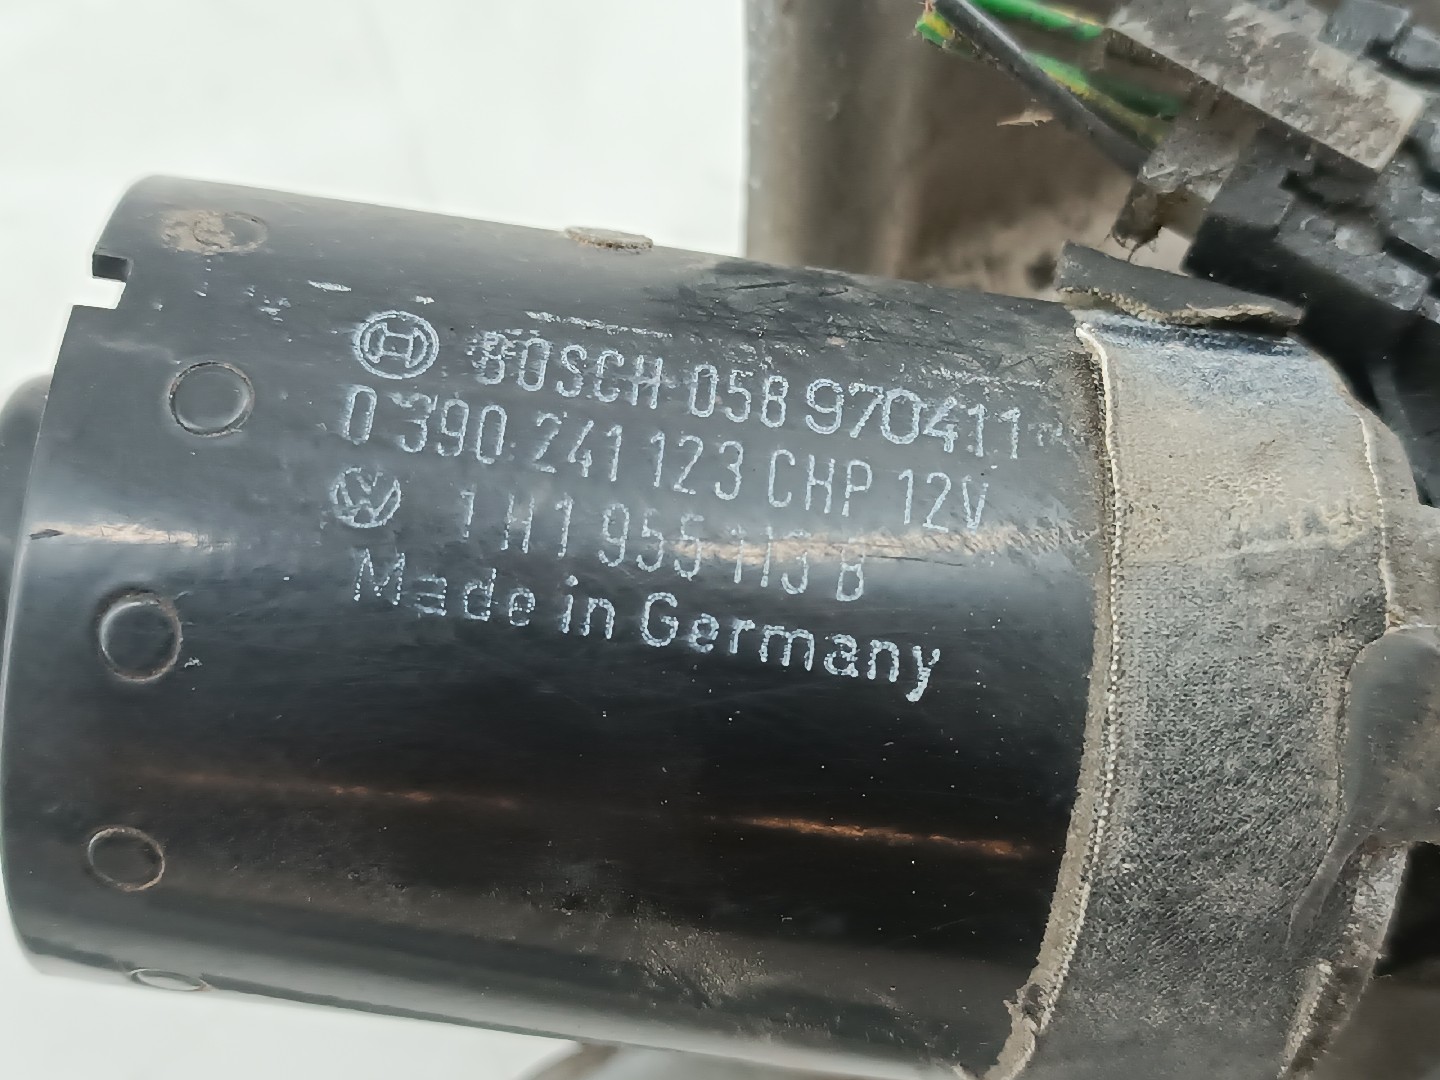 BOSCH 058 970411
0 390 241 123 CHP 12V
1H1 955 113 B
Made in Germany